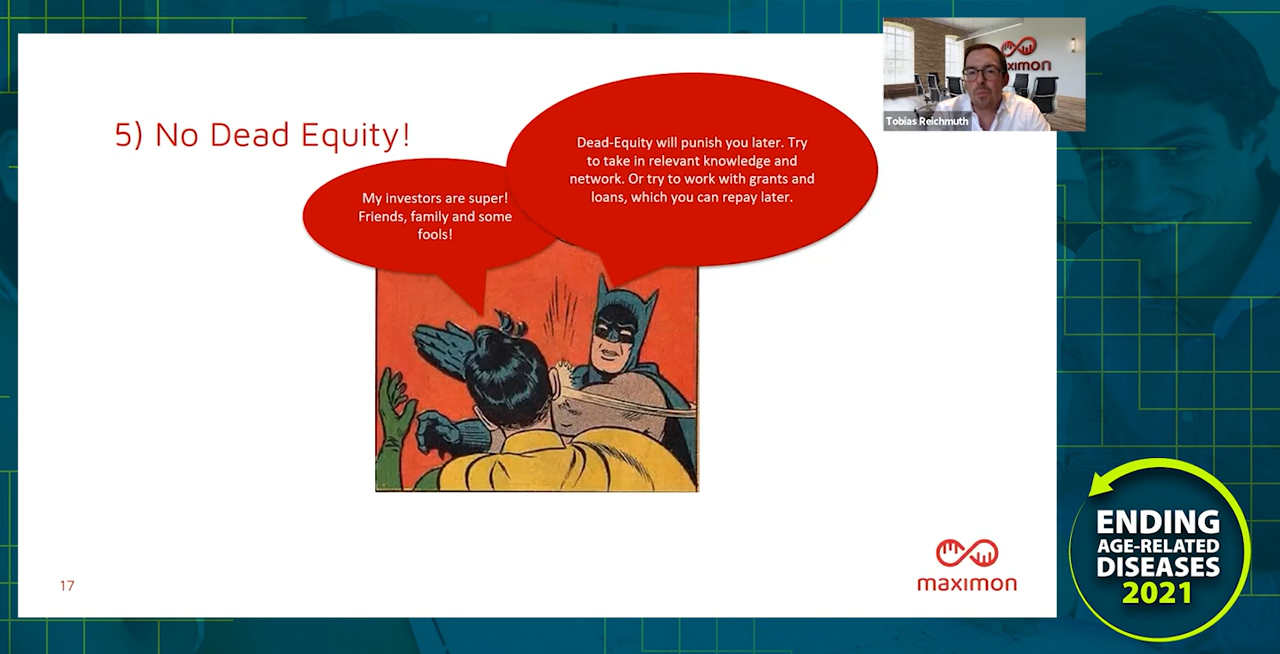 5) No Dead Equity!
My investors are super!
Friends, family and some
fools!
Dead-Equity will punish you later. Try
to take in relevant knowledge and
network. Or try to work with grants and
loans, which you can repay later.
maximon
Tobias Reichmuth
17
maximon
ENDING
AGE-RELATED
DISEASES
2021